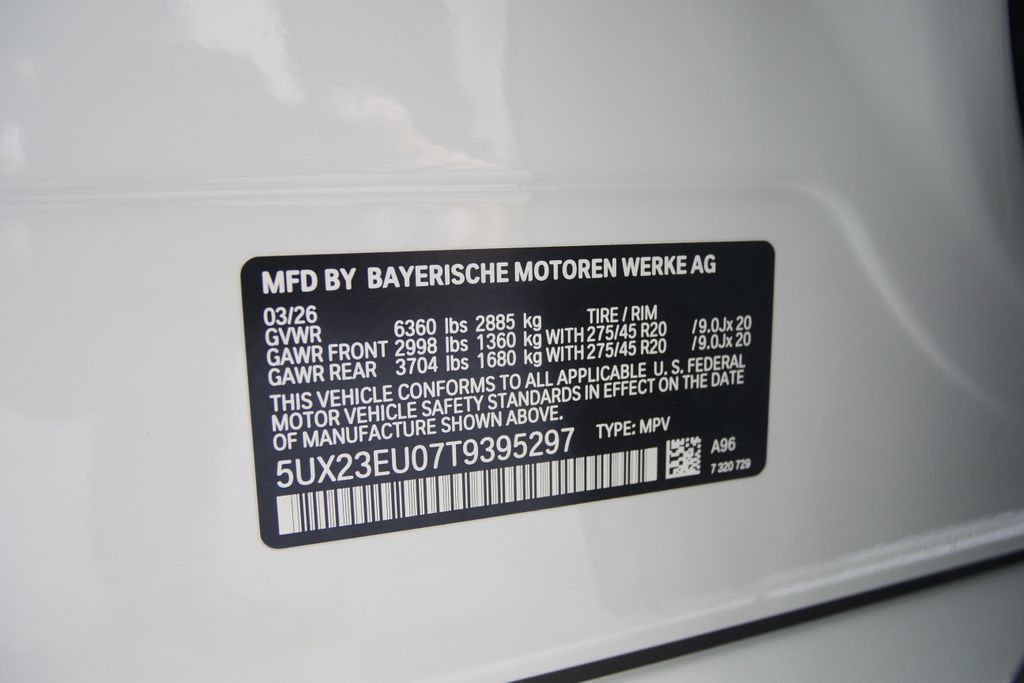 MFD BY BAYERISCHE MOTOREN WERKE AG
03/26 TIRE / RIM
GVWR 6360 lbs 2885 kg
GAWR FRONT 2998 lbs 1360 kg WITH 275/45 R20 /9.0Jx 20
GAWR REAR 3704 lbs 1680 kg WITH 275/45 R20 /9.0Jx 20
THIS VEHICLE CONFORMS TO ALL APPLICABLE U.S. FEDERAL
MOTOR VEHICLE SAFETY STANDARDS IN EFFECT ON THE DATE
OF MANUFACTURE SHOWN ABOVE.
5UX23EU07T9395297 TYPE: MPV
A96
7 320 729